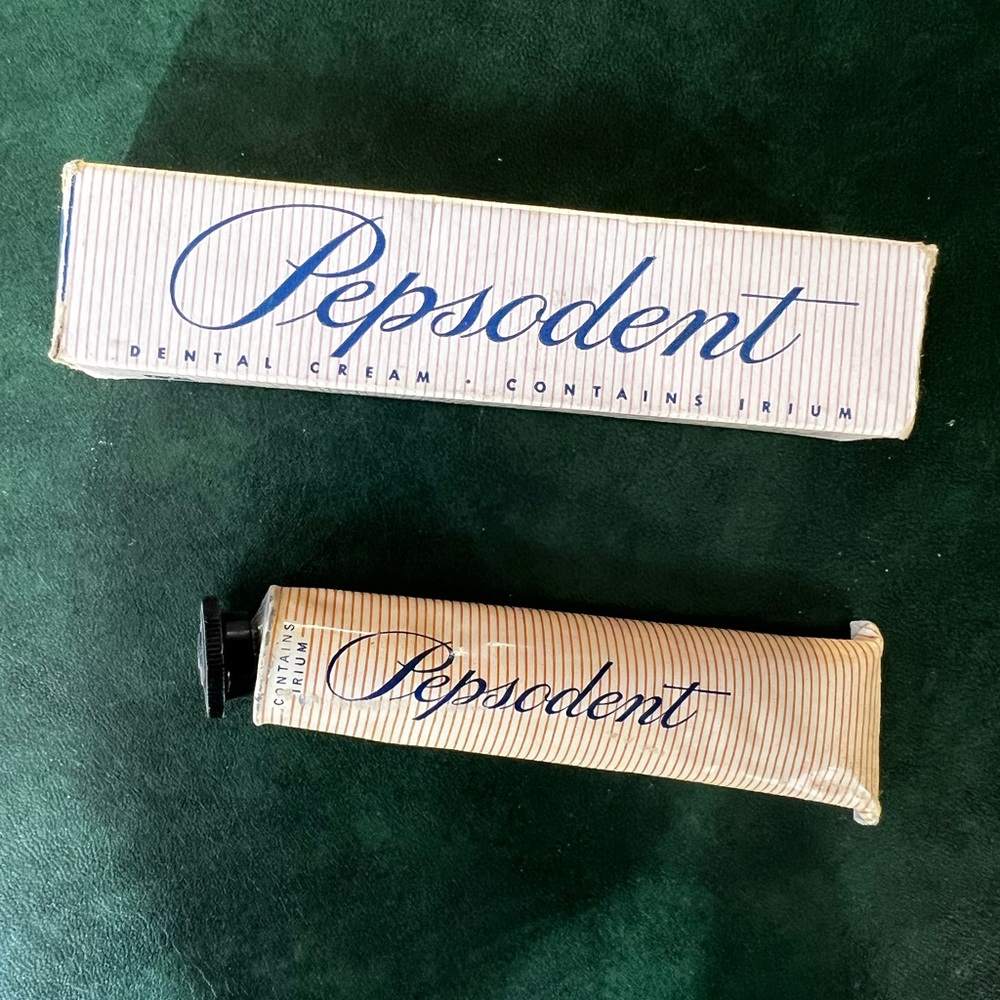 Pepsodent
DENTAL CREAM · CONTAINS IRIUM
CONTAINS
IRIUM
Pepsodent